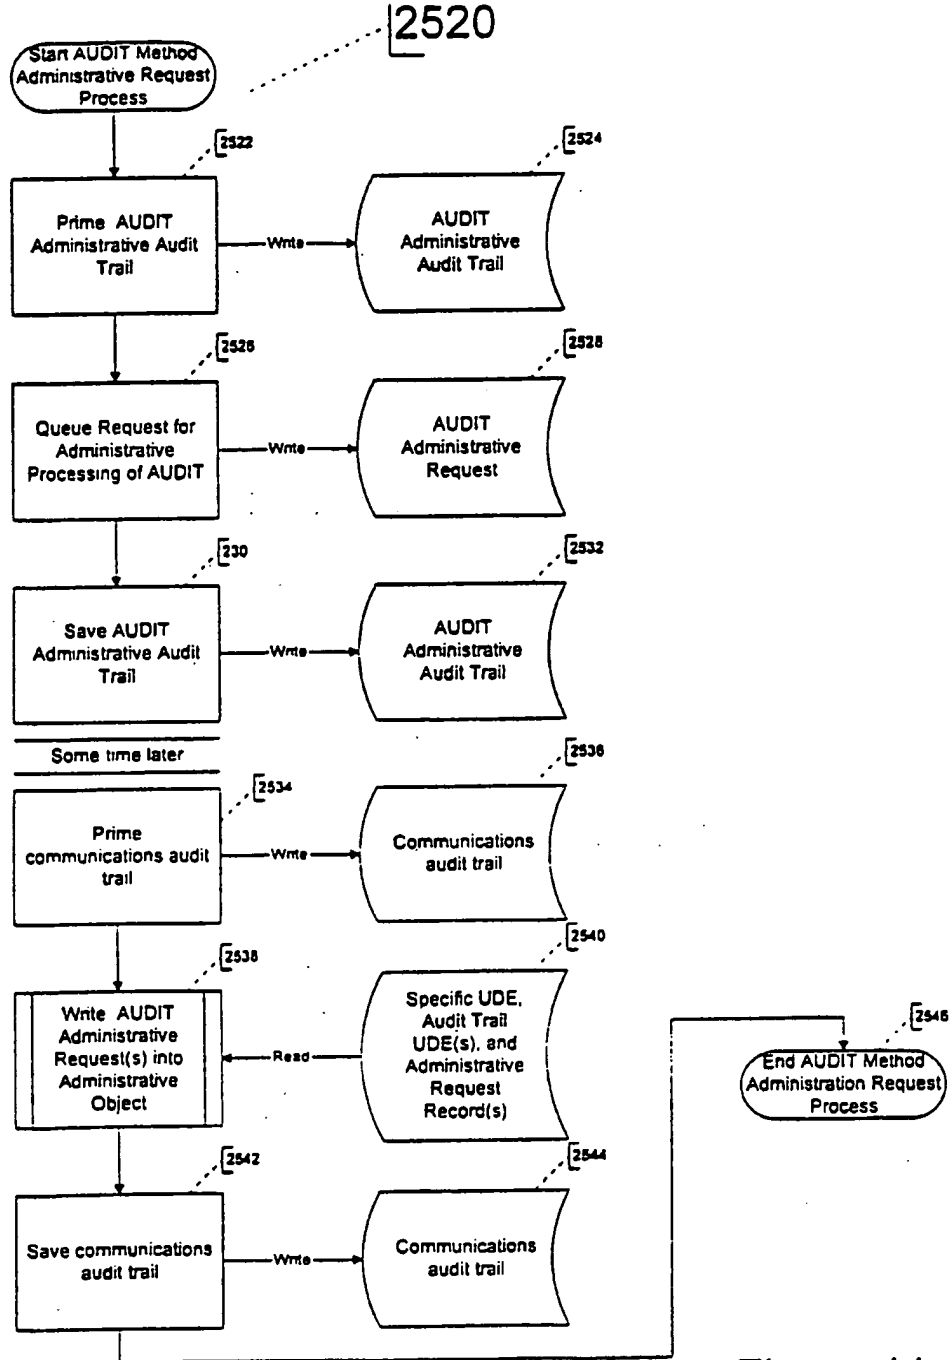 2520
Start AUDIT Method
Administrative Request
Process
2522
Prime AUDIT
Administrative Audit
Trail
Write
2524
AUDIT
Administrative
Audit Trail
2526
Queue Request for
Administrative
Processing of AUDIT
Write
2528
AUDIT
Administrative
Request
230
Save AUDIT
Administrative Audit
Trail
Write
2532
AUDIT
Administrative
Audit Trail
Some time later
2534
Prime
communications audit
trail
Write
2536
Communications
audit trail
2538
Write AUDIT
Administrative
Request(s) into
Administrative
Object
Read
2540
Specific UDE,
Audit Trail
UDE(s), and
Administrative
Request
Record(s)
2542
Save communications
audit trail
Write
2544
Communications
audit trail
2546
End AUDIT Method
Administration Request
Process